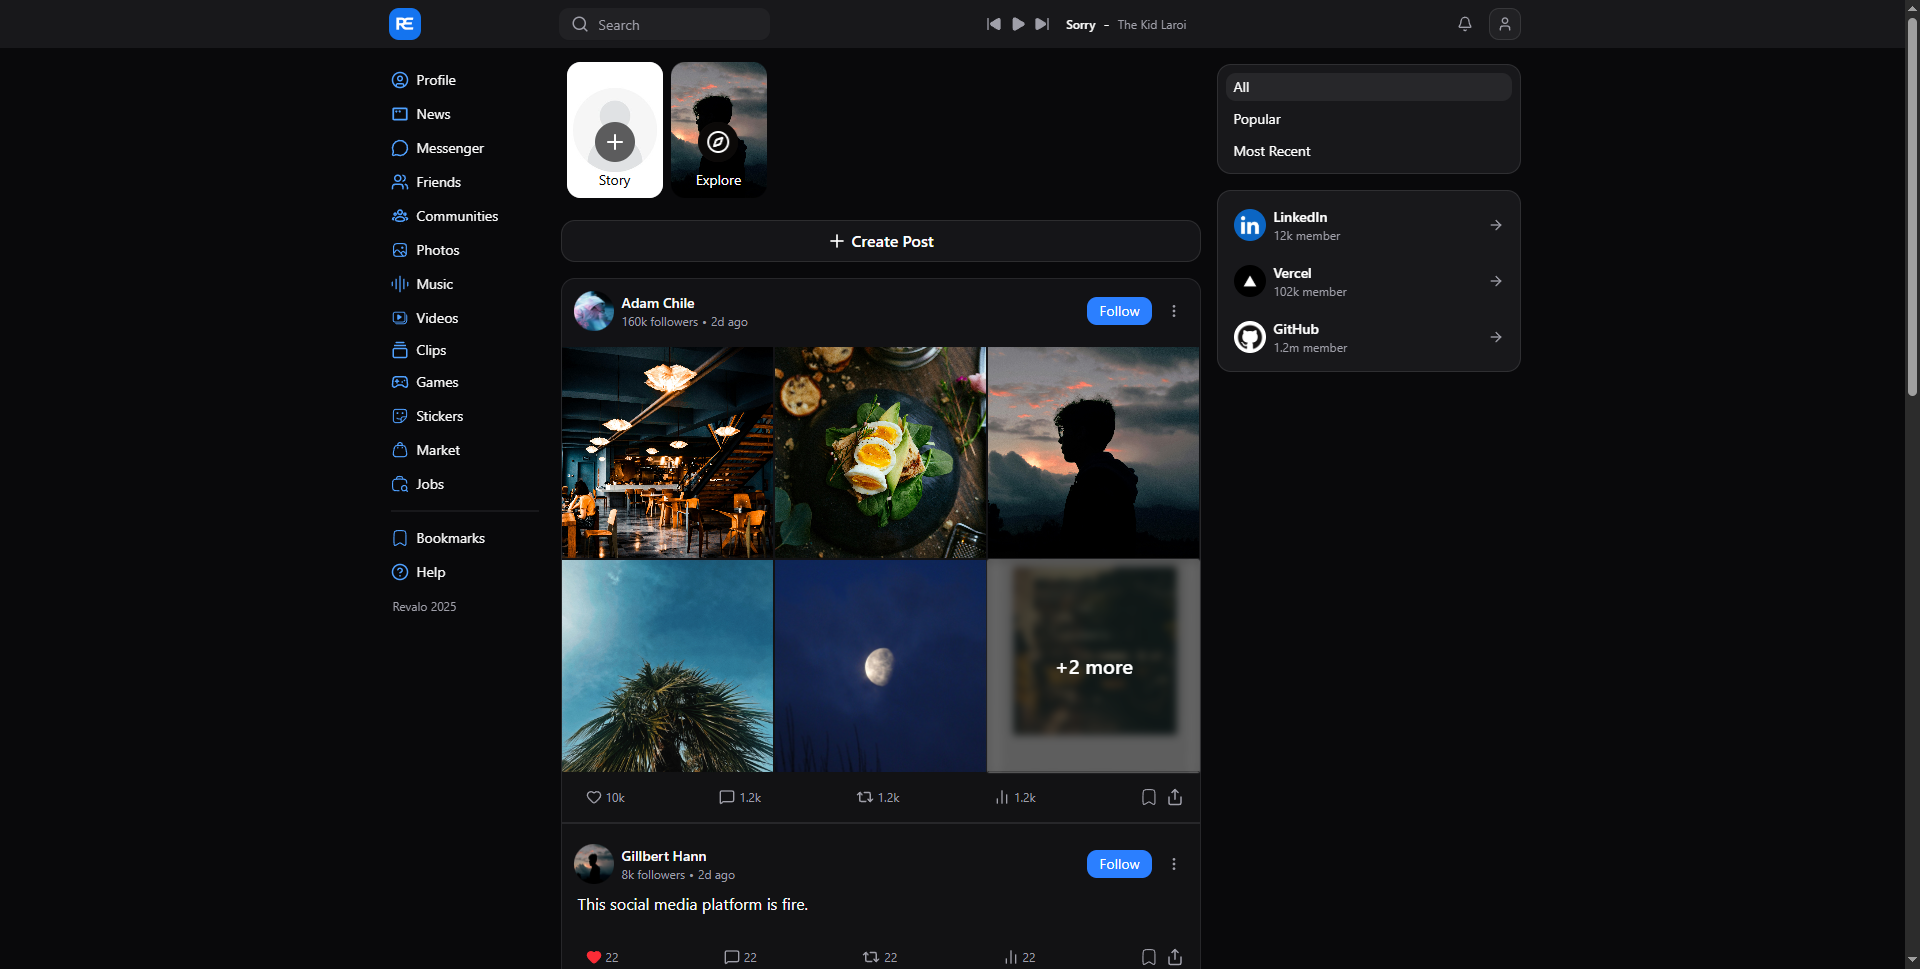 RE
Search
Sorry - The Kid Laroi
Profile
News
Messenger
Friends
Communities
Photos
Music
Videos
Clips
Games
Stickers
Market
Jobs
Bookmarks
Help
Revalo 2025
Story
Explore
Create Post
Adam Chile
160k followers • 2d ago
Follow
+2 more
10k
1.2k
1.2k
1.2k
Gillbert Hann
8k followers • 2d ago
Follow
This social media platform is fire.
22
22
22
22
All
Popular
Most Recent
in
LinkedIn
12k member
Vercel
102k member
GitHub
1.2m member